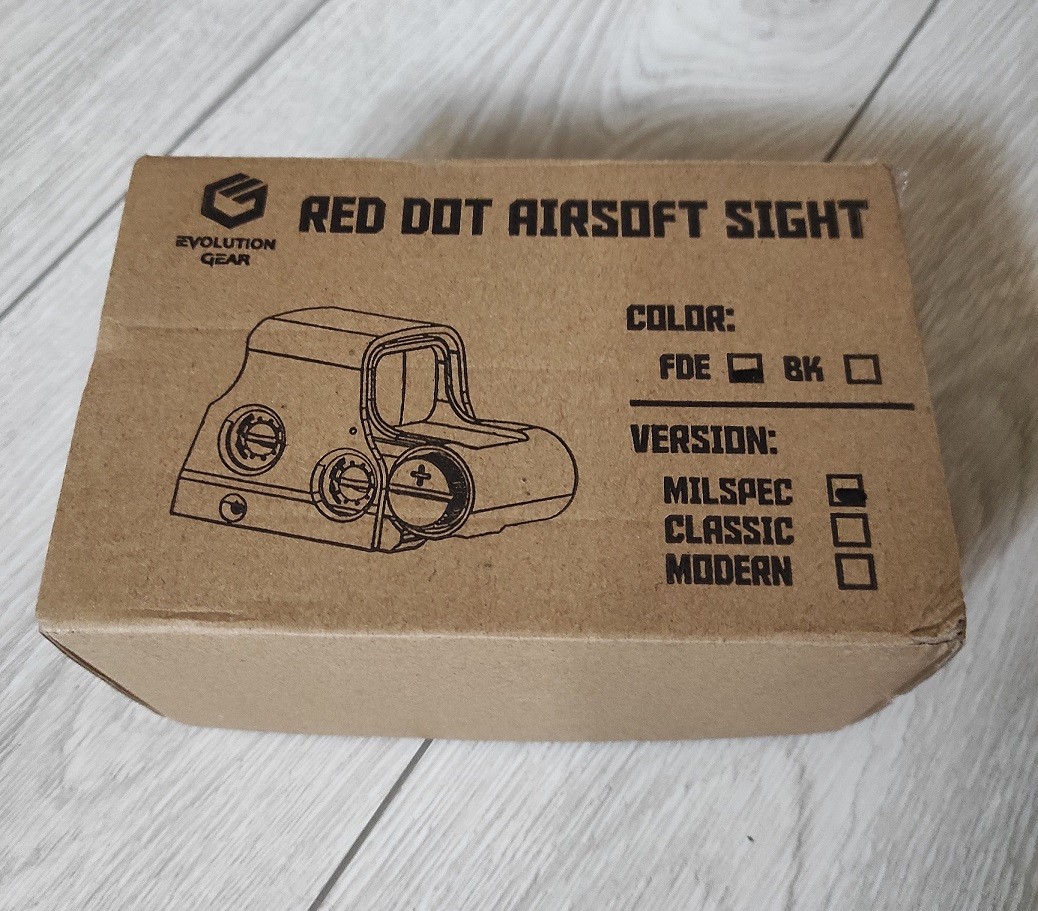 EVOLUTION
GEAR
RED DOT AIRSOFT SIGHT
COLOR:
FDE BK
VERSION:
MILSPEC
CLASSIC
MODERN